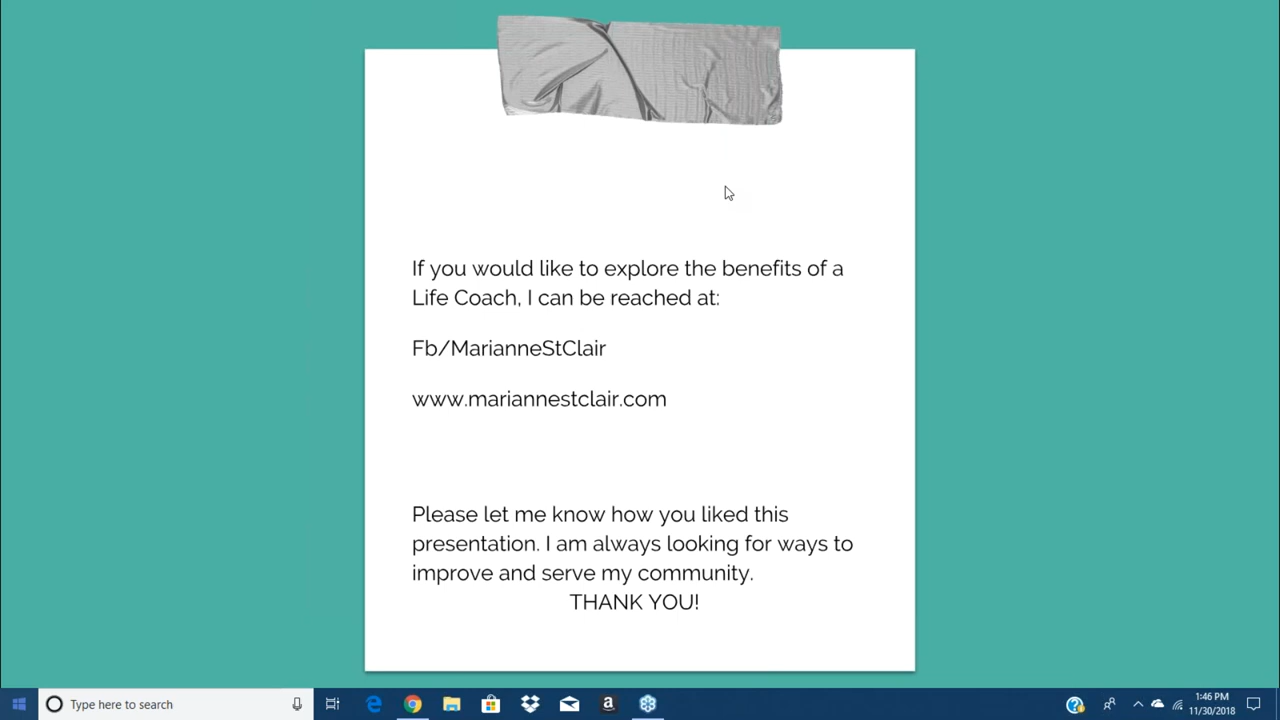 If you would like to explore the benefits of a
Life Coach, I can be reached at:
Fb/MarianneStClair
www.mariannestclair.com
Please let me know how you liked this
presentation. I am always looking for ways to
improve and serve my community.
THANK YOU!
Type here to search
1:46 PM
11/30/2018